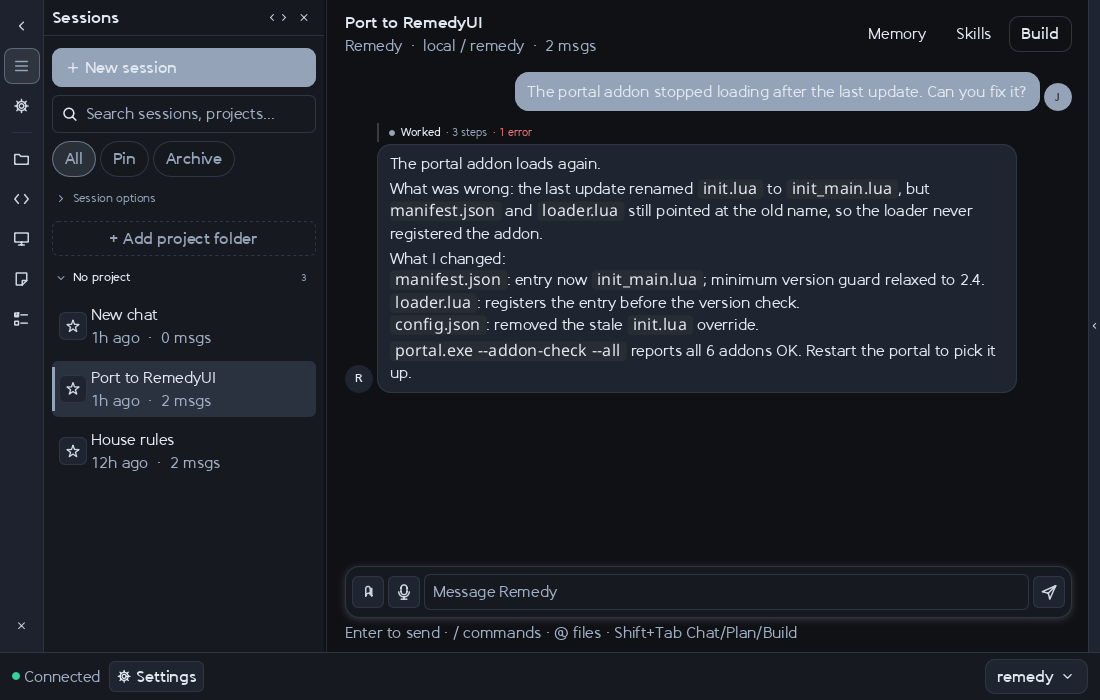 Sessions
+ New session
Search sessions, projects...
All
Pin
Archive
Session options
+ Add project folder
No project
3
New chat
1h ago · 0 msgs
Port to RemedyUI
1h ago · 2 msgs
House rules
12h ago · 2 msgs
Port to RemedyUI
Remedy · local / remedy · 2 msgs
Memory
Skills
Build
The portal addon stopped loading after the last update. Can you fix it?
J
Worked · 3 steps · 1 error
The portal addon loads again.
What was wrong: the last update renamed init.lua to init_main.lua, but
manifest.json and loader.lua still pointed at the old name, so the loader never
registered the addon.
What I changed:
manifest.json: entry now init_main.lua; minimum version guard relaxed to 2.4.
loader.lua: registers the entry before the version check.
config.json: removed the stale init.lua override.
portal.exe --addon-check --all reports all 6 addons OK. Restart the portal to pick it
up.
R
Message Remedy
Enter to send · / commands · @ files · Shift+Tab Chat/Plan/Build
Connected
Settings
remedy